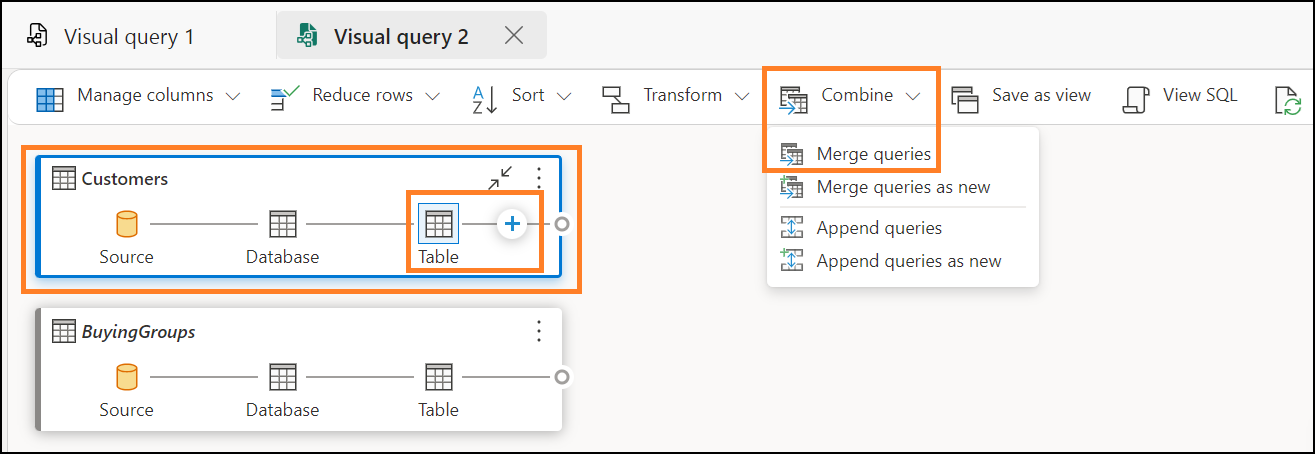 Visual query 1
Visual query 2
Manage columns
Reduce rows
Sort
Transform
Combine
Save as view
View SQL
Merge queries
Merge queries as new
Append queries
Append queries as new
Customers
Source
Database
Table
BuyingGroups
Source
Database
Table